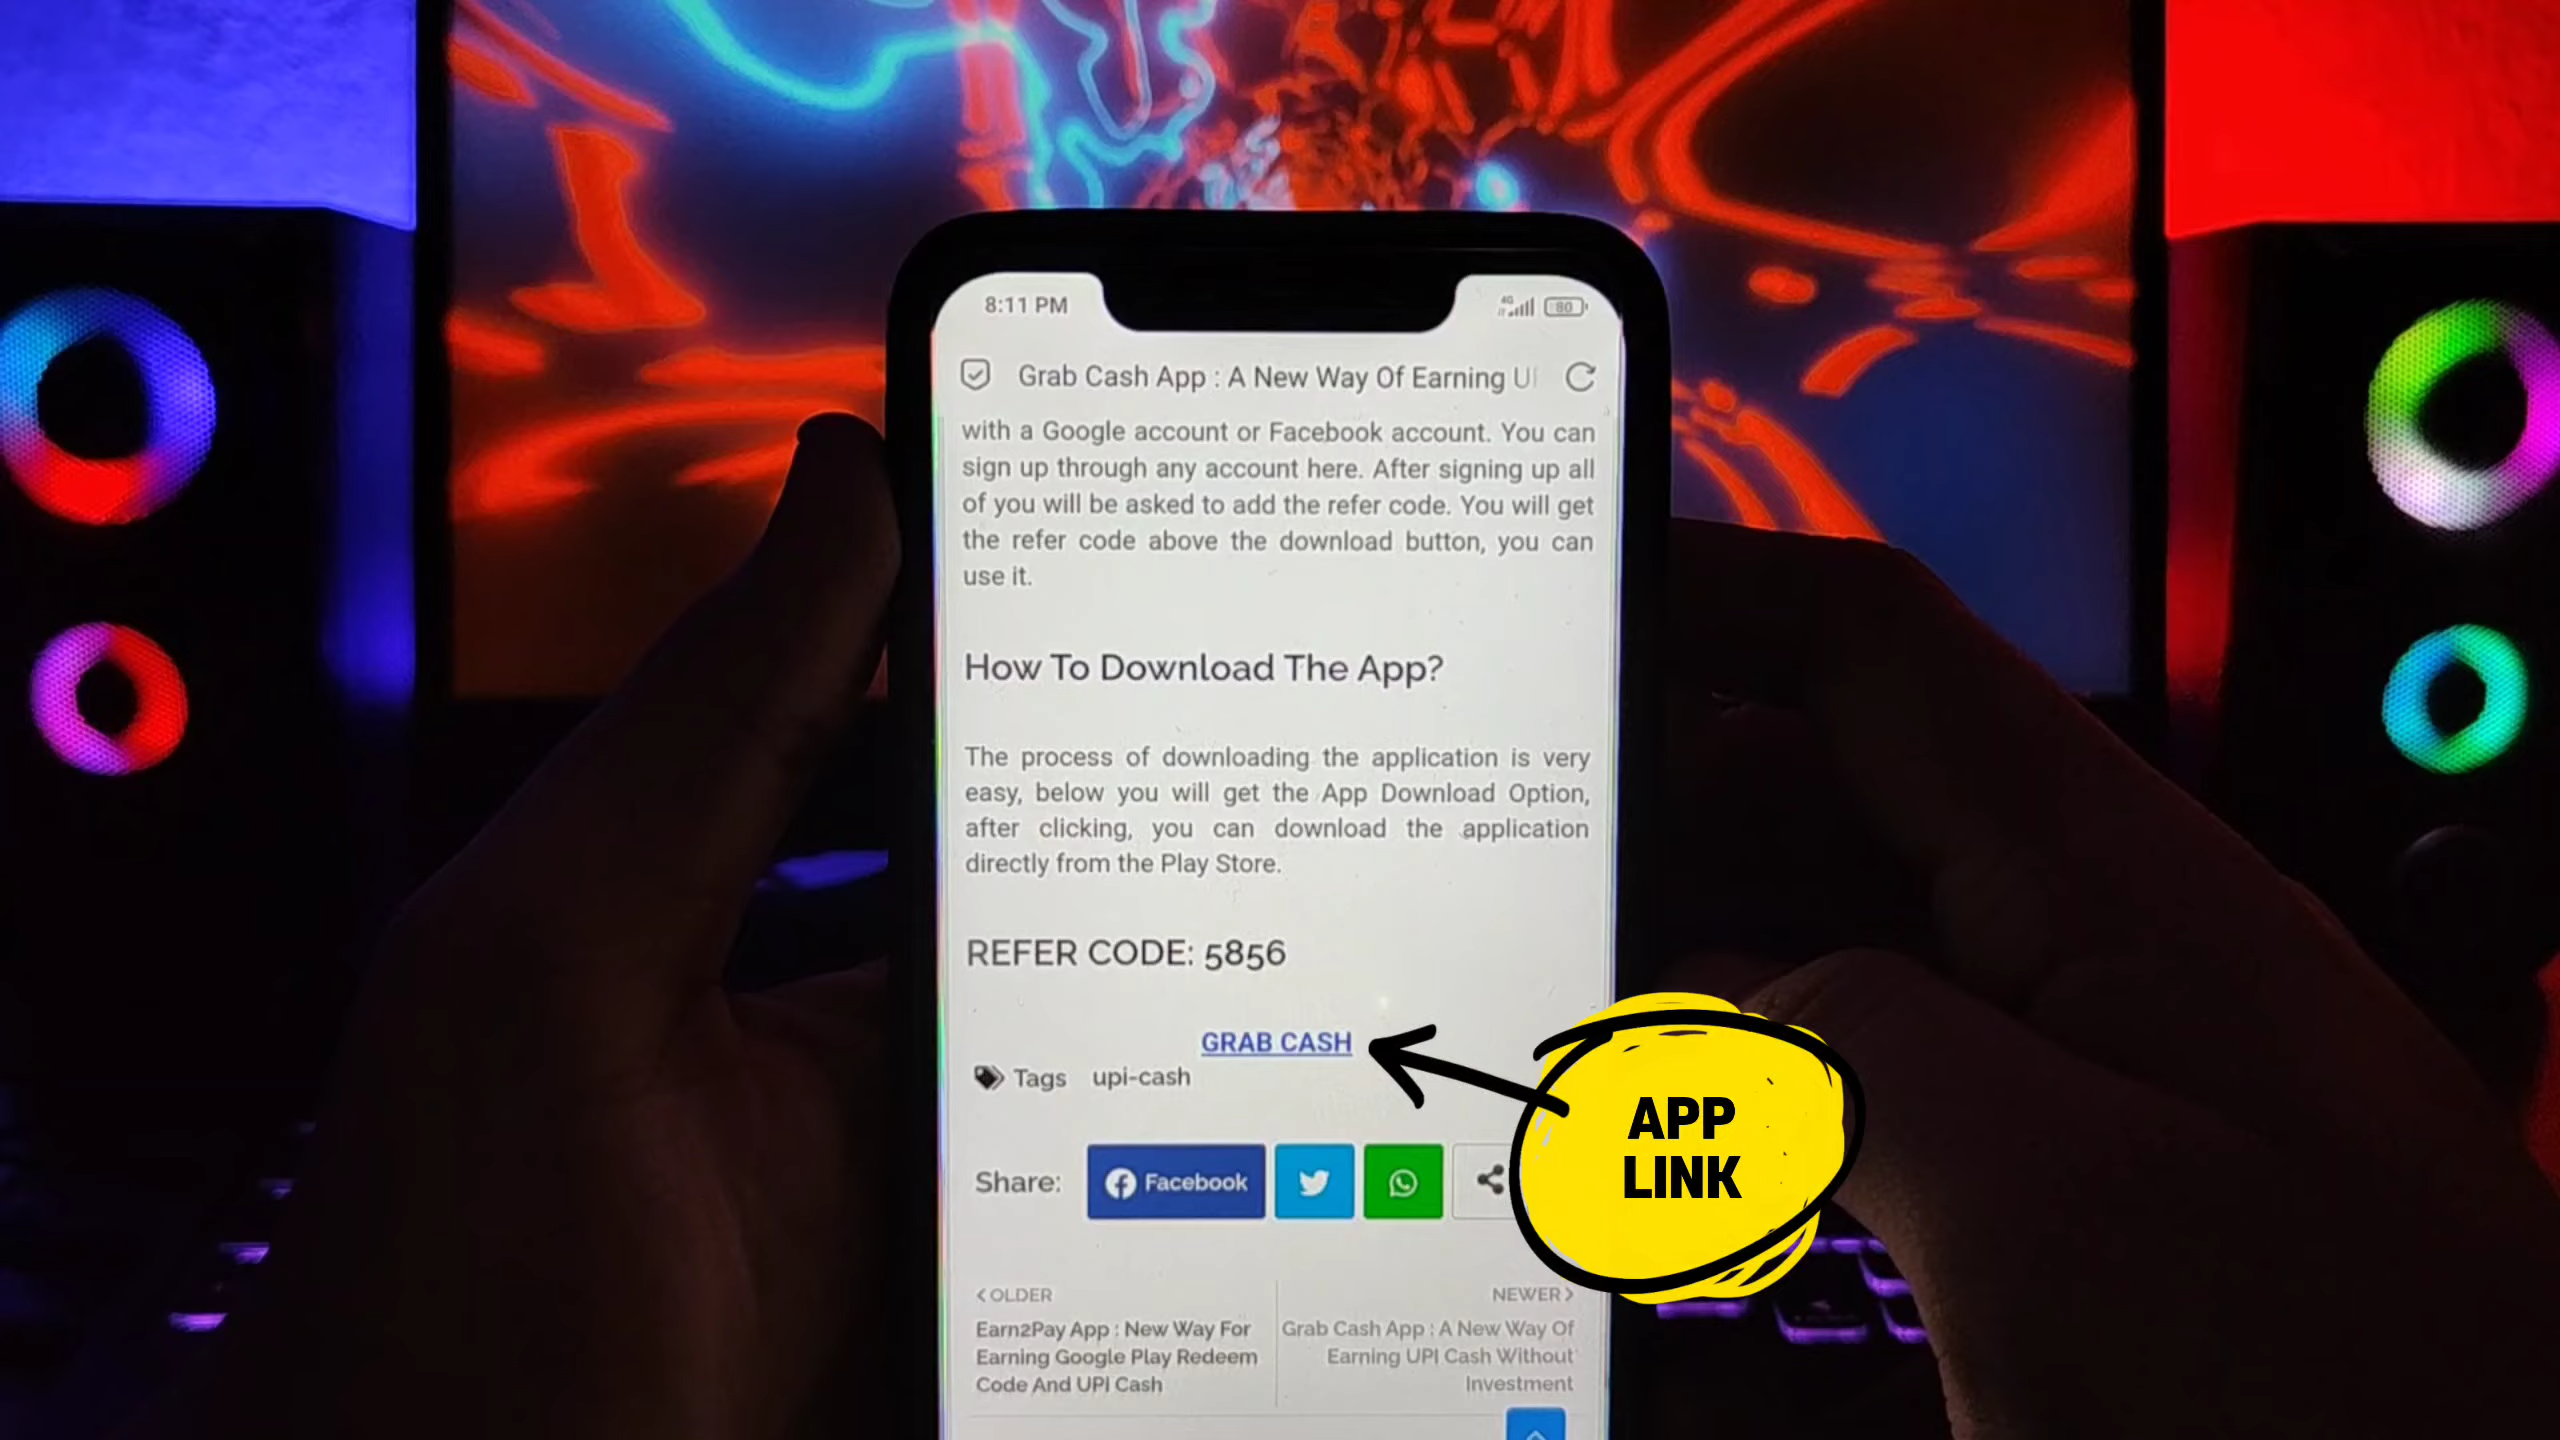 8:11 PM
4G
80
Grab Cash App : A New Way Of Earning UI
with a Google account or Facebook account. You can
sign up through any account here. After signing up all
of you will be asked to add the refer code. You will get
the refer code above the download button, you can
use it.
How To Download The App?
The process of downloading the application is very
easy, below you will get the App Download Option,
after clicking, you can download the application
directly from the Play Store.
REFER CODE: 5856
GRAB CASH
Tags upi-cash
APP
LINK
Share: Facebook
OLDER
Earn2Pay App : New Way For
Earning Google Play Redeem
Code And UPI Cash
NEWER
Grab Cash App : A New Way Of
Earning UPI Cash Without
Investment